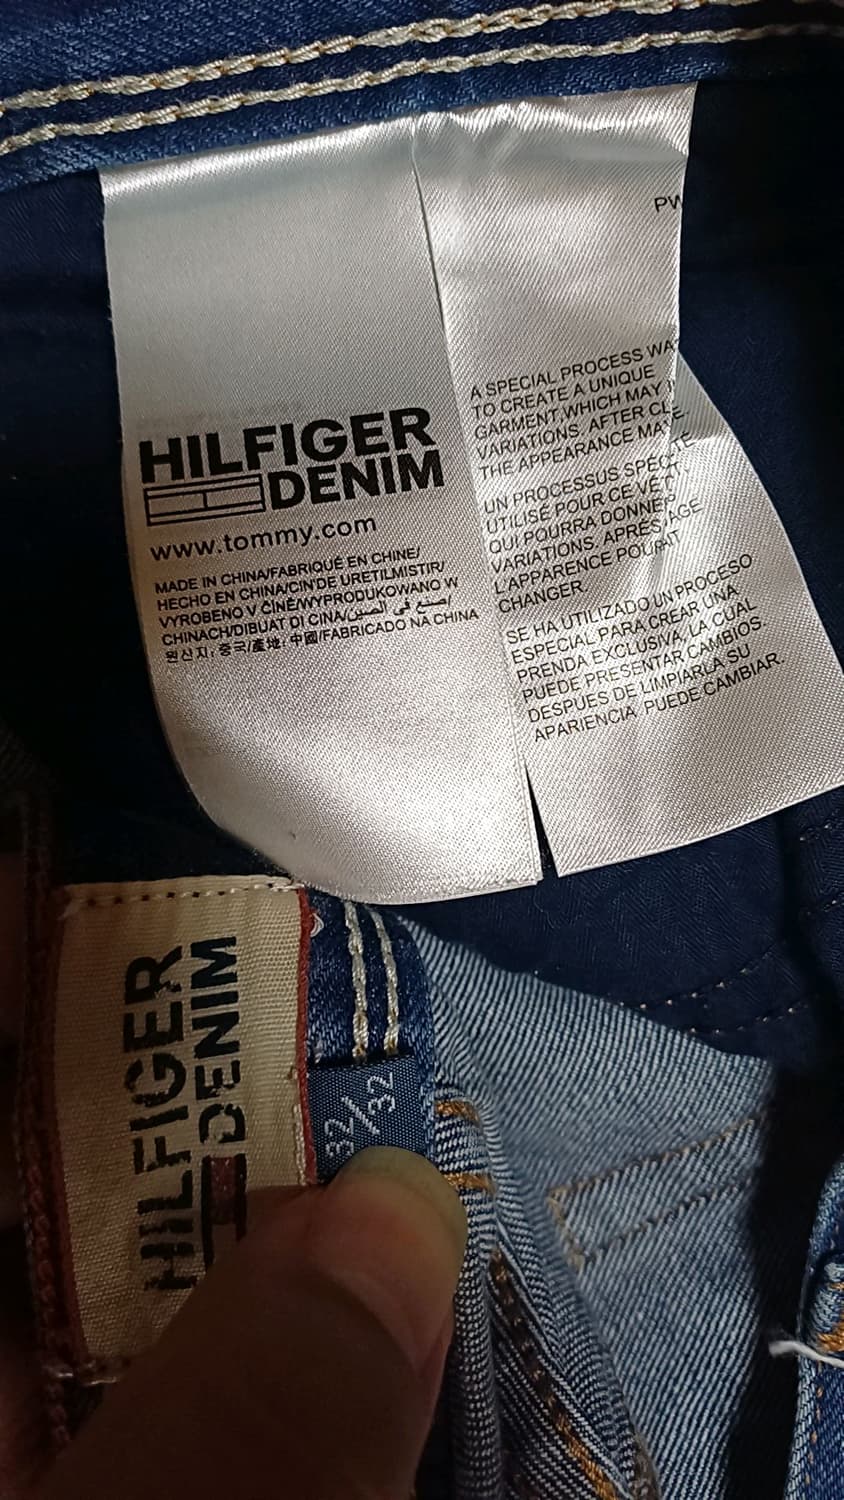 HILFIGER
DENIM
www.tommy.com
MADE IN CHINA/FABRIQUÉ EN CHINE/
HECHO EN CHINA/CIN'DE URETILMISTIR/
VYROBENO V ČÍNĚ/WYPRODUKOWANO W
CHINACH/DIBUAT DI CINA/صنع في الصين/
원산지: 중국/產地: 中國/FABRICADO NA CHINA
PW
A SPECIAL PROCESS WA
TO CREATE A UNIQUE
GARMENT WHICH MAY
VARIATIONS. AFTER CL
THE APPEARANCE MA
UN PROCESSUS SPÉC
UTILISÉ POUR CE VÊT
QUI POURRA DONNER
VARIATIONS. APRÈS
L'APPARENCE POU
CHANGER.
SE HA UTILIZADO UN PROCESO
ESPECIAL PARA CREAR UNA
PRENDA EXCLUSIVA, LA CUAL
PUEDE PRESENTAR CAMBIOS.
DESPUES DE LIMPIARLA SU
APARIENCIA PUEDE CAMBIAR.
HILFIGER
DENIM
32/32